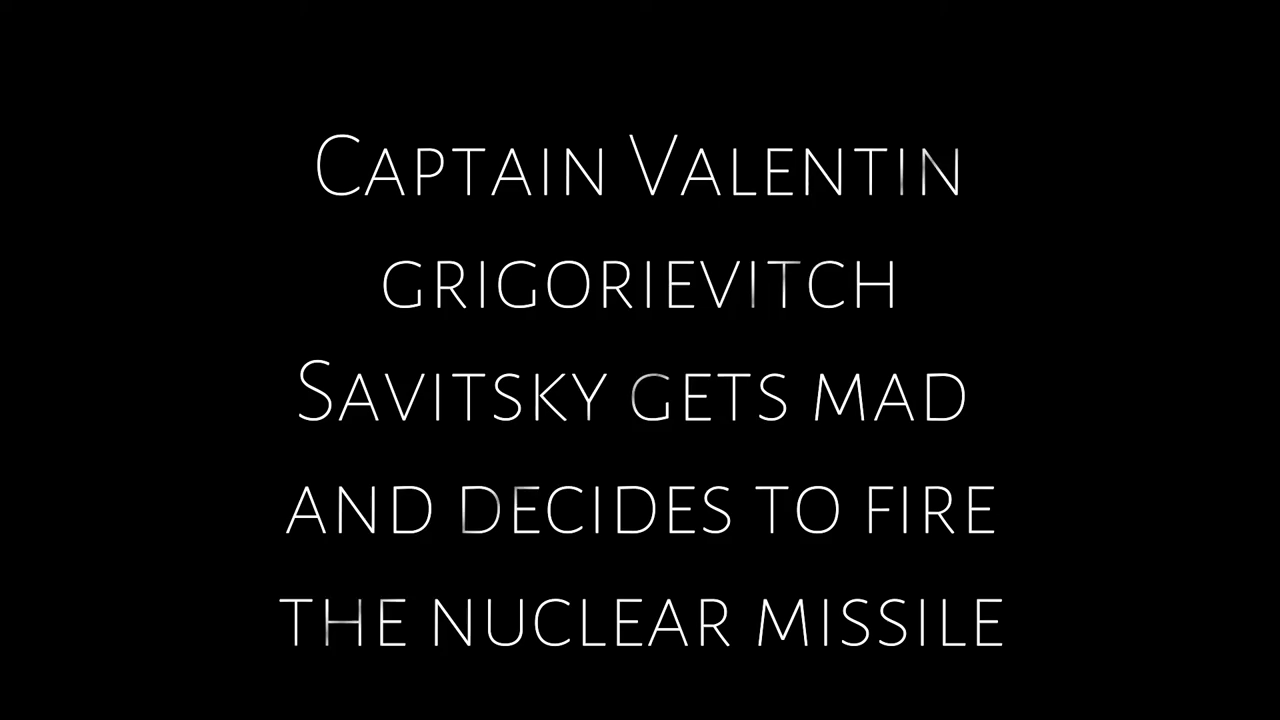 Captain Valentin
grigorievitch
Savitsky gets mad
and decides to fire
the nuclear missile